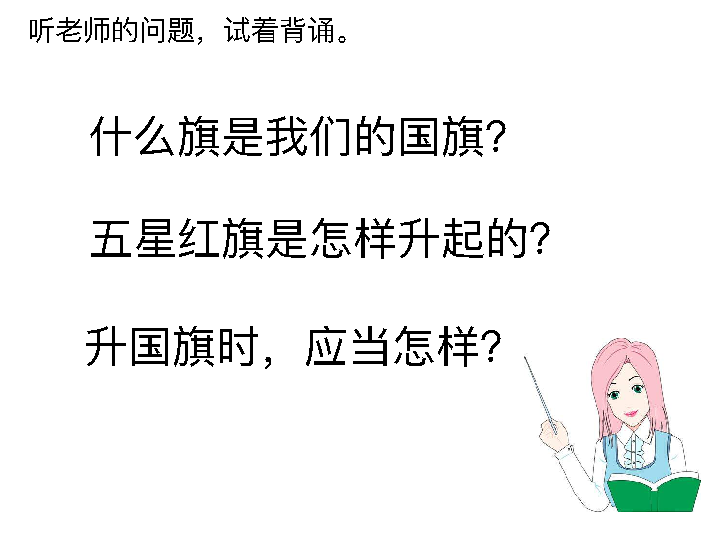 听老师的问题，试着背诵。
什么旗是我们的国旗？
五星红旗是怎样升起的？
升国旗时，应当怎样？